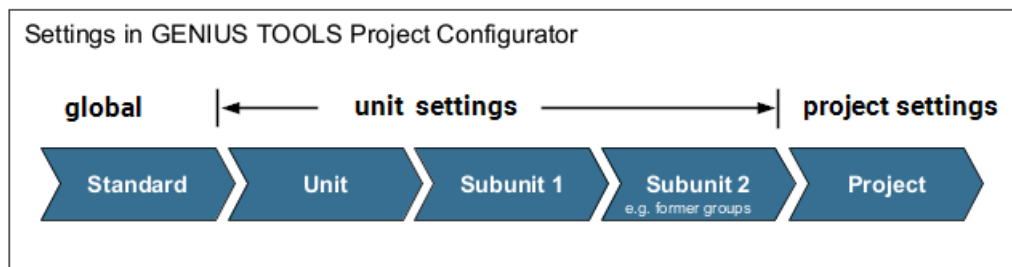 Settings in GENIUS TOOLS Project Configurator
global unit settings project settings
Standard Unit Subunit 1 Subunit 2 Project
e.g. former groups